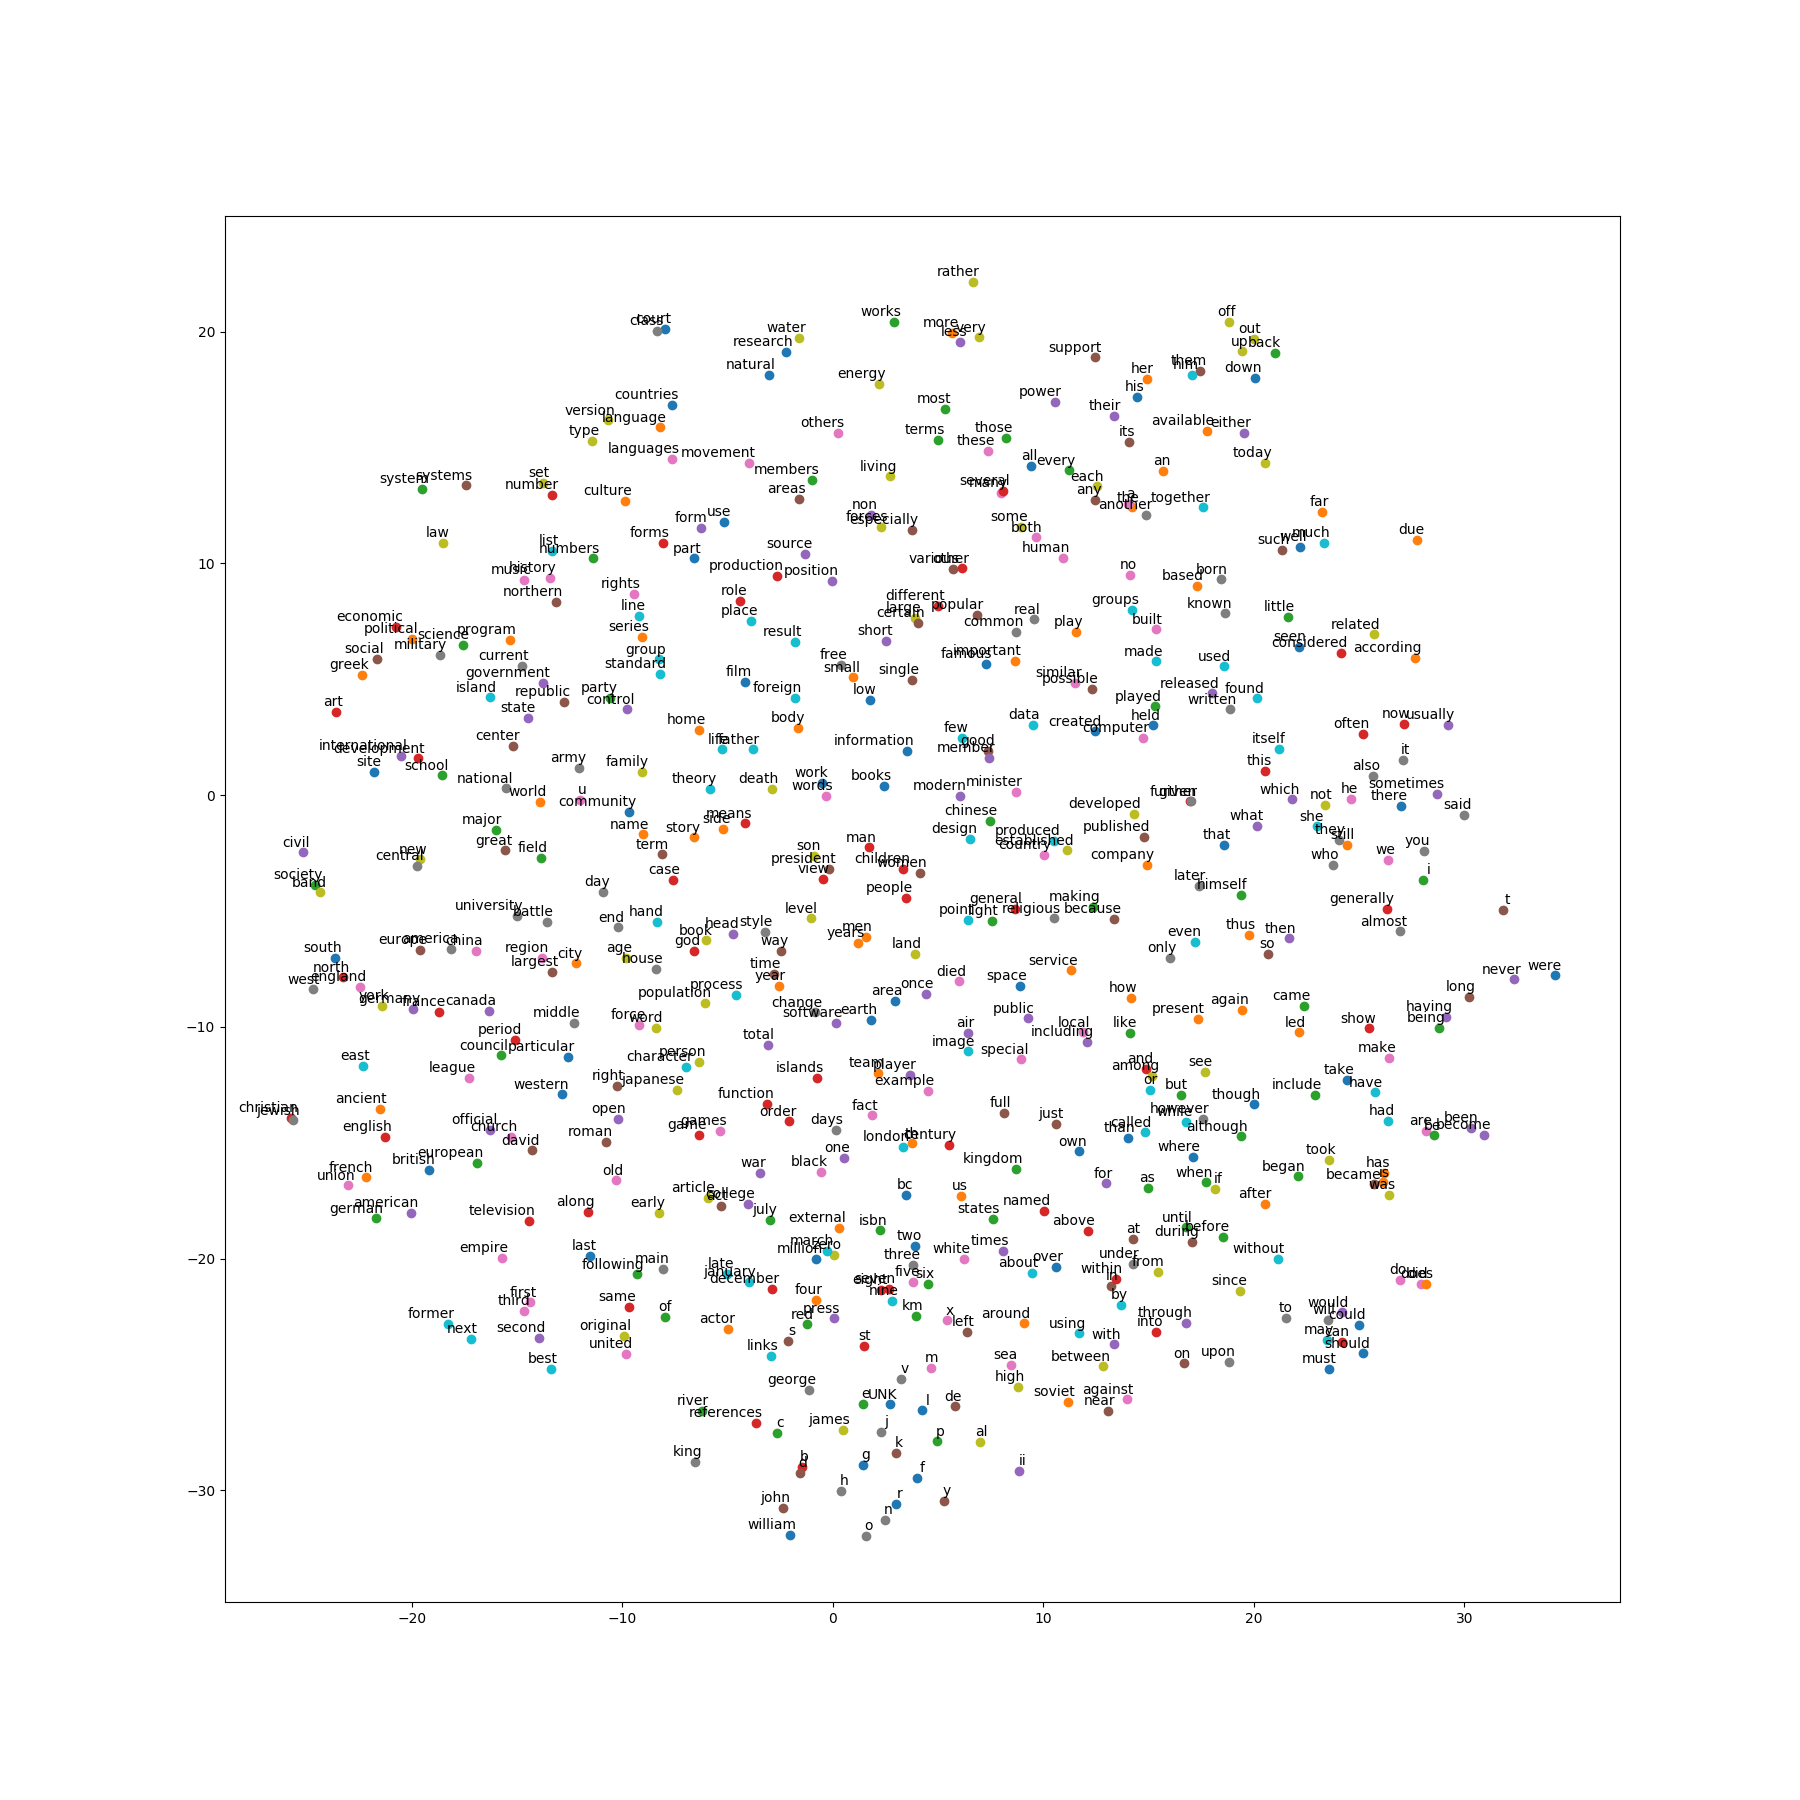 rather
works
more
less
very
off
out
up
back
down
court
class
water
research
natural
support
them
him
her
his
their
its
energy
power
countries
most
version
language
type
others
terms
those
these
available
either
languages
movement
all
every
an
today
system
systems
set
number
culture
members
areas
living
each
any
several
many
a
the
another
together
far
law
form
use
non
forces
especially
some
both
human
such
well
much
due
list
numbers
forms
part
source
production
position
various
other
no
based
born
music
history
northern
rights
line
role
place
different
large
certain
popular
real
common
play
groups
built
known
little
economic
political
science
program
series
result
short
seen
considered
related
according
social
military
greek
current
government
group
standard
film
foreign
free
small
low
famous
important
single
similar
possible
made
used
island
republic
party
control
state
art
home
body
data
created
played
held
computer
released
written
found
often
now
usually
center
international
development
site
school
army
family
life
father
information
few
good
member
itself
this
it
also
national
world
u
community
theory
death
work
words
books
modern
minister
further
given
which
not
he
there
sometimes
said
major
great
field
name
story
side
means
term
chinese
design
produced
established
country
developed
published
company
what
that
she
they
still
who
we
you
i
civil
new
central
society
band
case
son
president
view
man
children
women
people
day
university
battle
end
hand
level
general
point
light
religious
making
because
later
himself
generally
almost
t
south
north
england
west
europe
america
china
region
largest
city
age
house
book
god
head
style
way
time
year
years
men
land
even
only
thus
then
so
york
germany
france
canada
population
process
died
once
area
space
service
how
present
again
came
led
never
were
long
having
being
period
council
middle
force
word
change
software
earth
total
air
image
public
local
including
like
show
make
east
league
particular
western
character
person
right
japanese
islands
team
player
example
special
and
among
or
see
but
include
take
have
christian
jewish
ancient
english
official
church
david
open
roman
game
games
function
order
days
fact
full
just
called
than
while
however
although
though
had
are
be
been
become
french
union
british
european
old
war
black
one
london
th
century
own
where
kingdom
for
as
when
if
began
took
has
is
became
was
german
american
television
along
early
article
act
college
july
external
bc
us
isbn
states
named
above
until
before
during
at
after
empire
last
following
main
late
january
december
march
million
zero
two
three
white
times
about
over
under
from
within
in
without
since
do
did
does
first
third
same
of
four
eight
seven
nine
five
six
by
former
next
second
best
original
united
actor
red
press
links
s
st
km
x
left
around
using
with
through
into
to
would
will
could
may
can
should
must
george
v
m
sea
high
between
on
upon
river
references
c
james
e
UNK
l
de
soviet
near
against
king
b
d
g
j
k
p
al
h
f
ii
john
william
r
n
o
y
20
10
0
−10
−20
−30
−20
−10
0
10
20
30